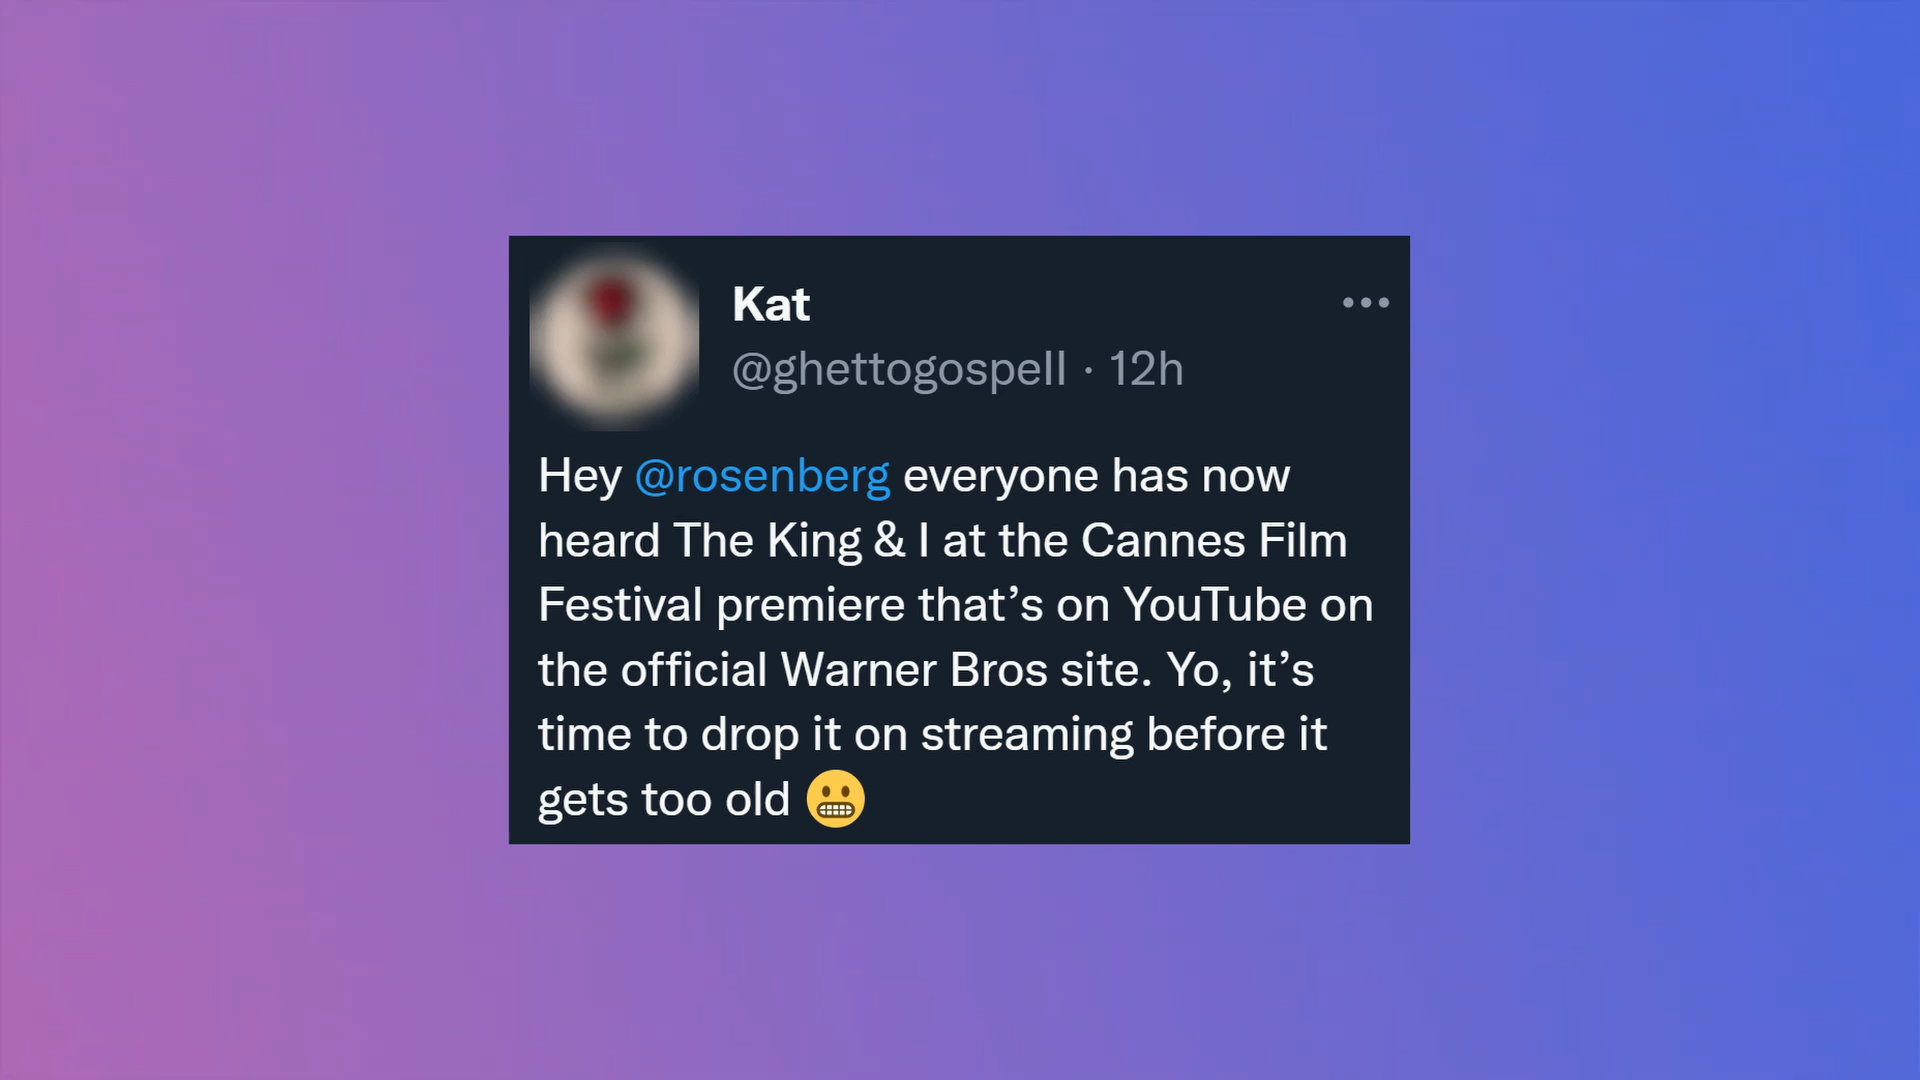 Kat
@ghettogospell · 12h
Hey @rosenberg everyone has now
heard The King & I at the Cannes Film
Festival premiere that’s on YouTube on
the official Warner Bros site. Yo, it’s
time to drop it on streaming before it
gets too old 😬